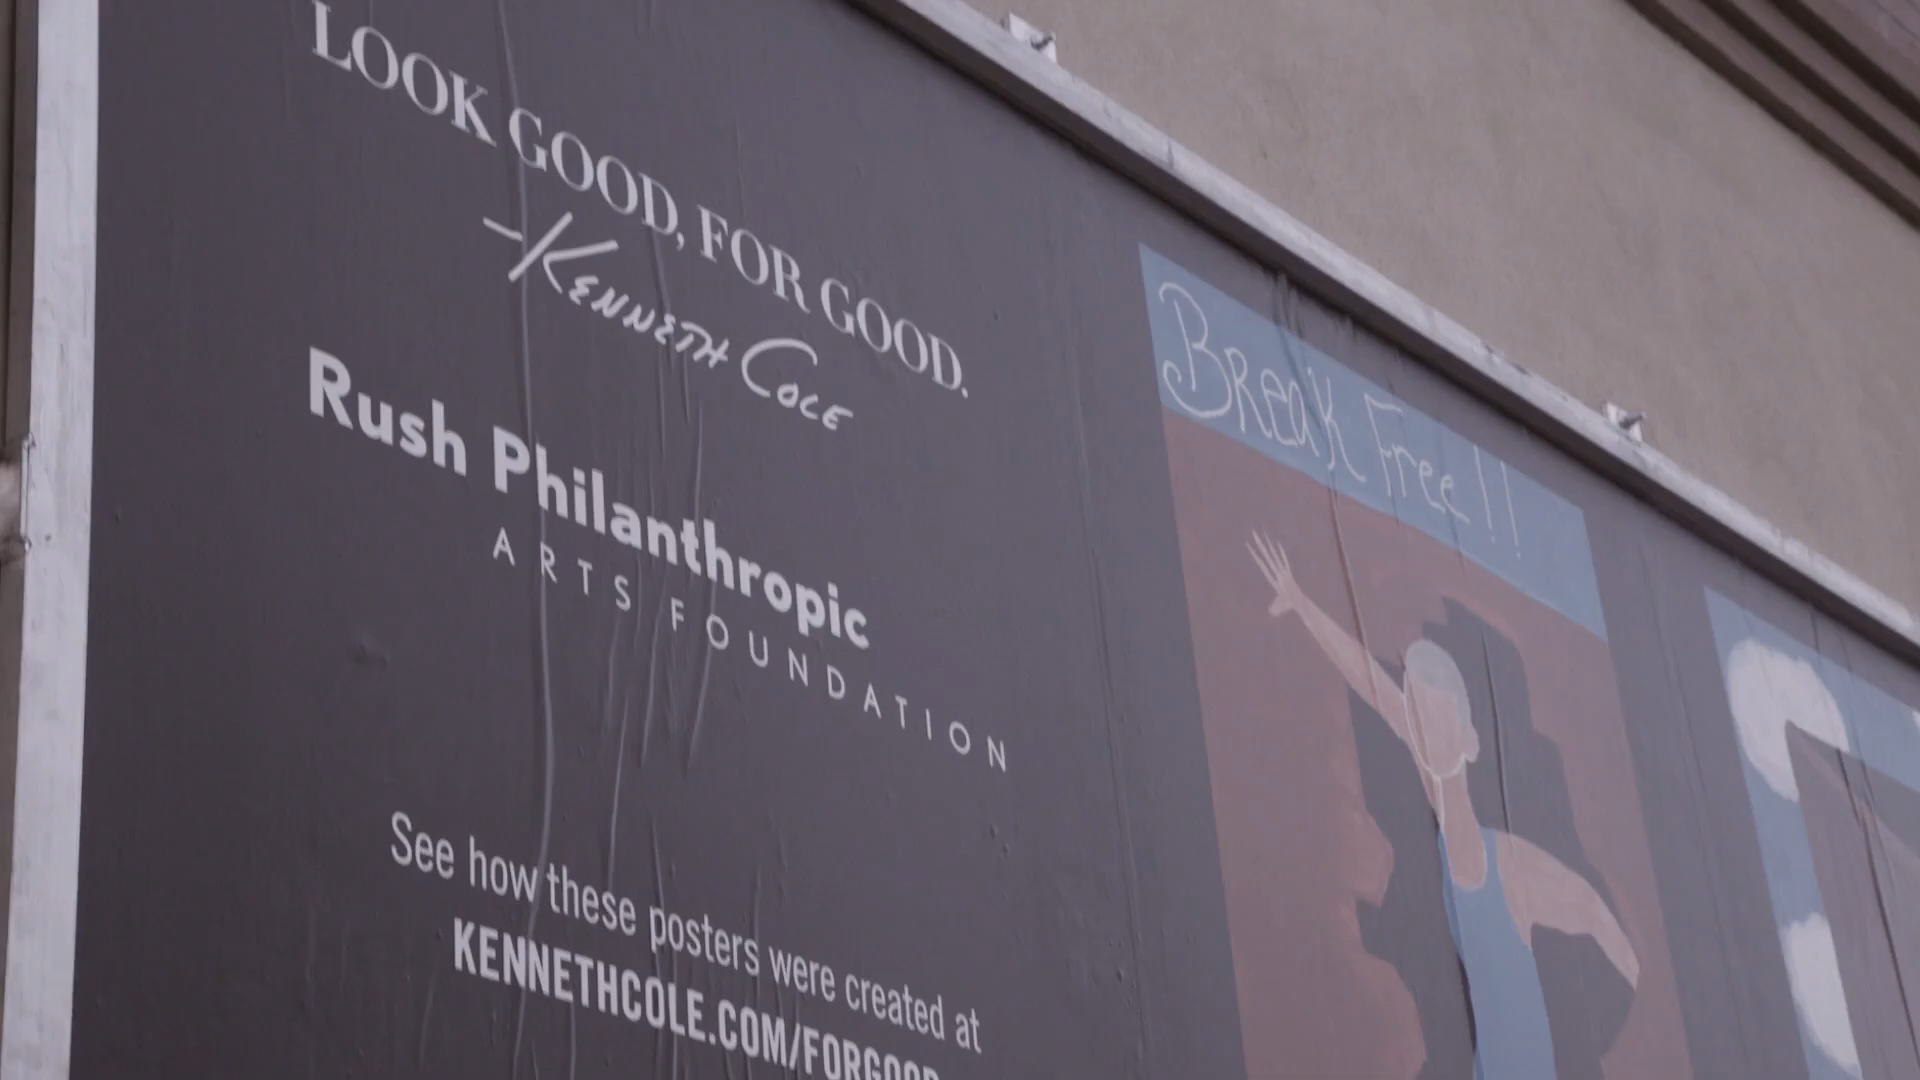 LOOK GOOD, FOR GOOD.
-KENNETH COLE
Rush Philanthropic
ARTS FOUNDATION
See how these posters were created at
KENNETHCOLE.COM/FORGOOD
Break Free!!